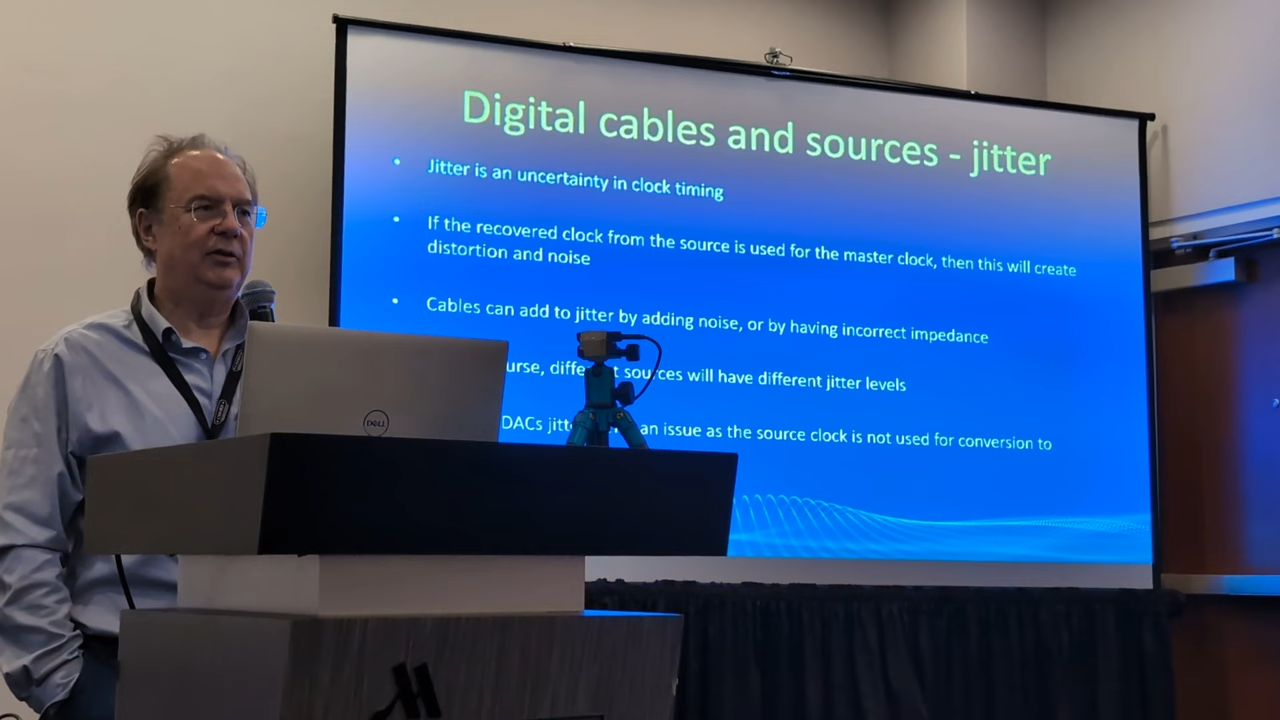 Digital cables and sources - jitter
• Jitter is an uncertainty in clock timing
• If the recovered clock from the source is used for the master clock, then this will create
distortion and noise
• Cables can add to jitter by adding noise, or by having incorrect impedance
sources will have different jitter levels
DACs
an issue as the source clock is not used for conversion to
DELL